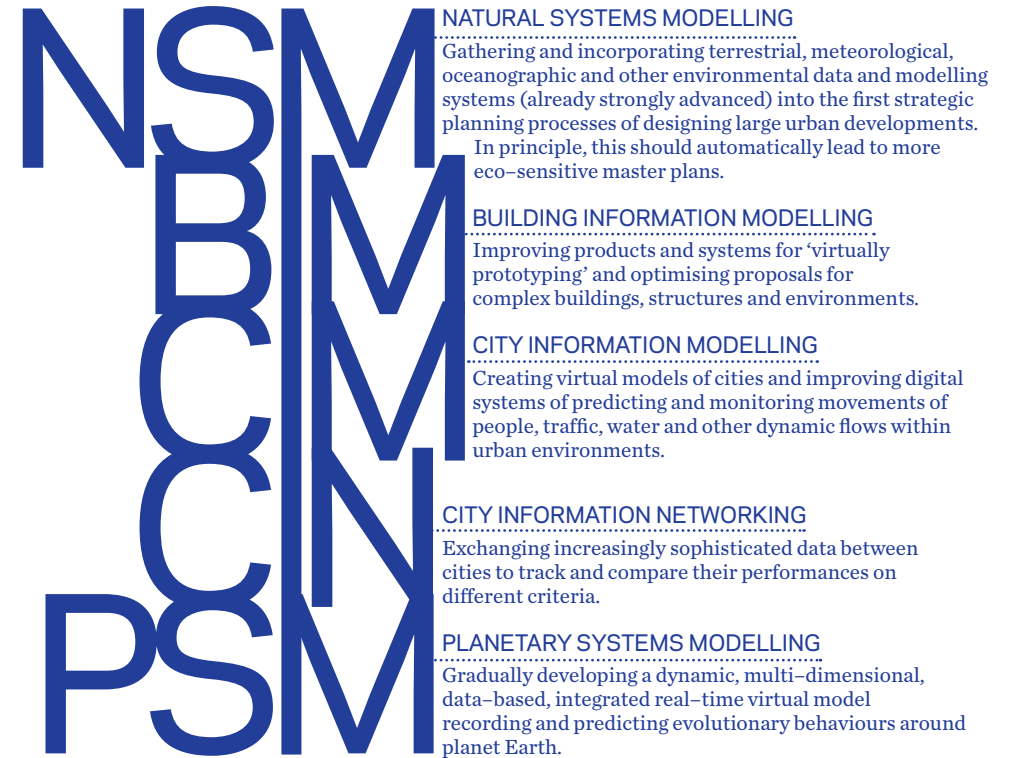 NSM
NATURAL SYSTEMS MODELLING
Gathering and incorporating terrestrial, meteorological,
oceanographic and other environmental data and modelling
systems (already strongly advanced) into the first strategic
planning processes of designing large urban developments.
In principle, this should automatically lead to more
eco–sensitive master plans.
BIM
BUILDING INFORMATION MODELLING
Improving products and systems for ‘virtually
prototyping’ and optimising proposals for
complex buildings, structures and environments.
CIM
CITY INFORMATION MODELLING
Creating virtual models of cities and improving digital
systems of predicting and monitoring movements of
people, traffic, water and other dynamic flows within
urban environments.
CIN
CITY INFORMATION NETWORKING
Exchanging increasingly sophisticated data between
cities to track and compare their performances on
different criteria.
PSM
PLANETARY SYSTEMS MODELLING
Gradually developing a dynamic, multi–dimensional,
data–based, integrated real–time virtual model
recording and predicting evolutionary behaviours around
planet Earth.